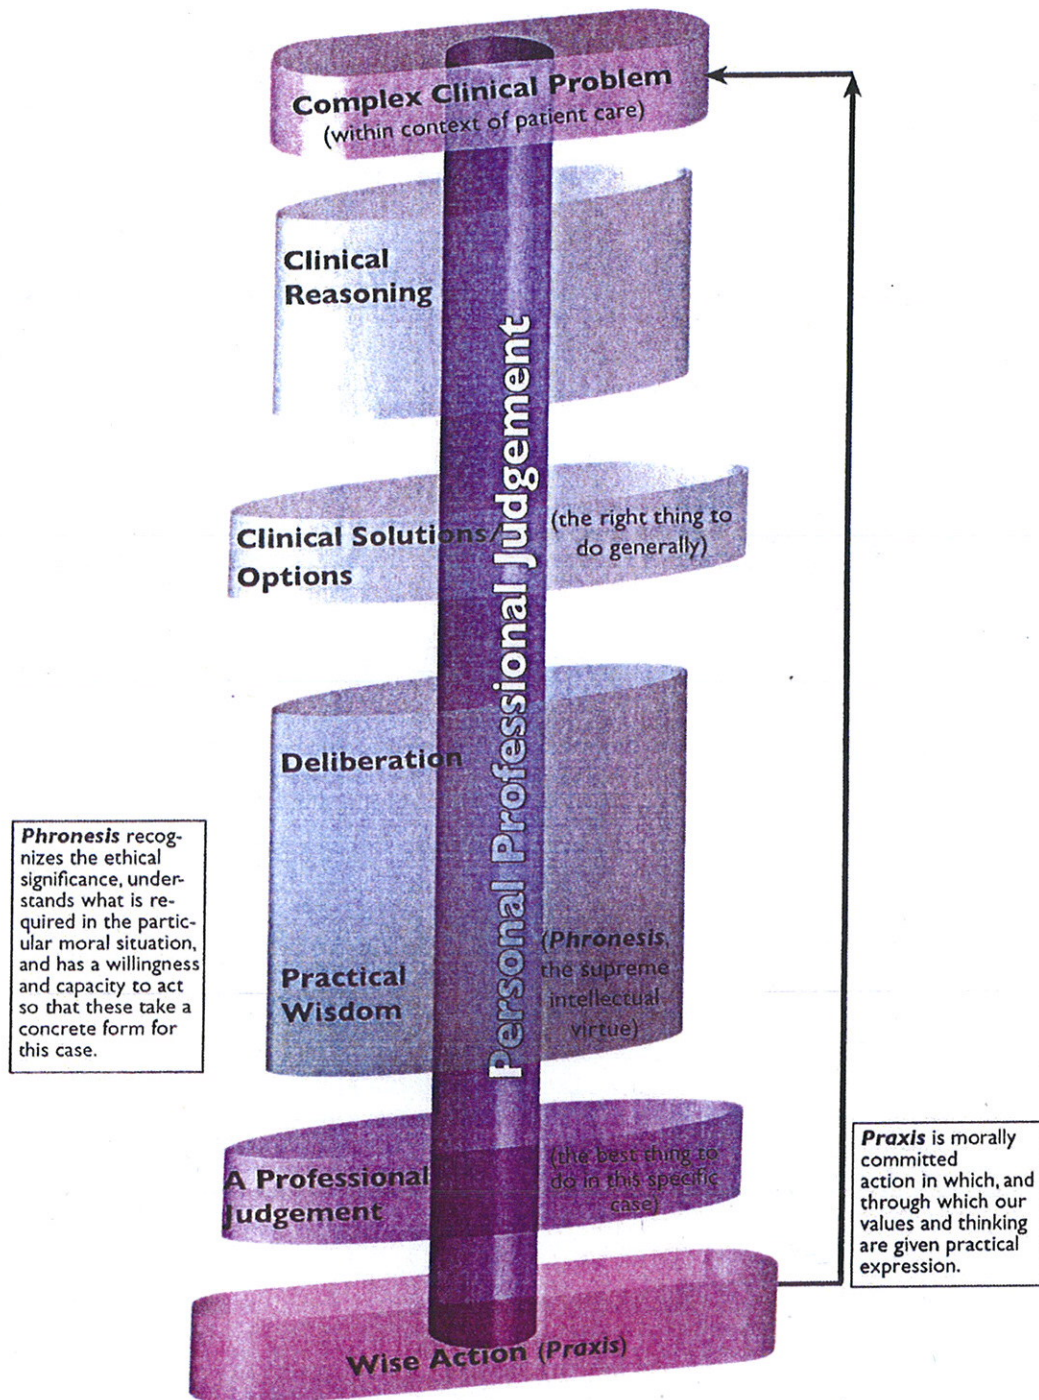 Complex Clinical Problem
(within context of patient care)
Clinical
Reasoning
Personal Professional Judgement
Clinical Solutions/
Options
(the right thing to
do generally)
Deliberation
Practical
Wisdom
(Phronesis,
the supreme
intellectual
virtue)
Phronesis recog-
nizes the ethical
significance, under-
stands what is re-
quired in the partic-
ular moral situation,
and has a willingness
and capacity to act
so that these take a
concrete form for
this case.
A Professional
Judgement
(the best thing to
do in this specific
case)
Praxis is morally
committed
action in which, and
through which our
values and thinking
are given practical
expression.
Wise Action (Praxis)